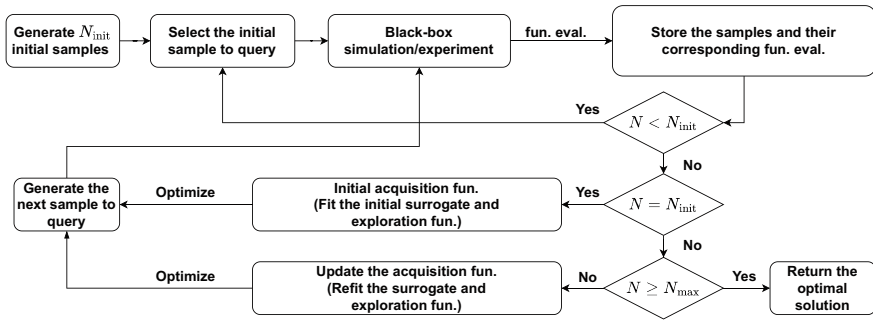 Generate N_init
initial samples
Select the initial
sample to query
Black-box
simulation/experiment
fun. eval.
Store the samples and their
corresponding fun. eval.
Yes
N < N_init
No
Generate the
next sample to
query
Optimize
Initial acquisition fun.
(Fit the initial surrogate and
exploration fun.)
Yes
N = N_init
No
Optimize
Update the acquisition fun.
(Refit the surrogate and
exploration fun.)
No
N ≥ N_max
Yes
Return the
optimal
solution